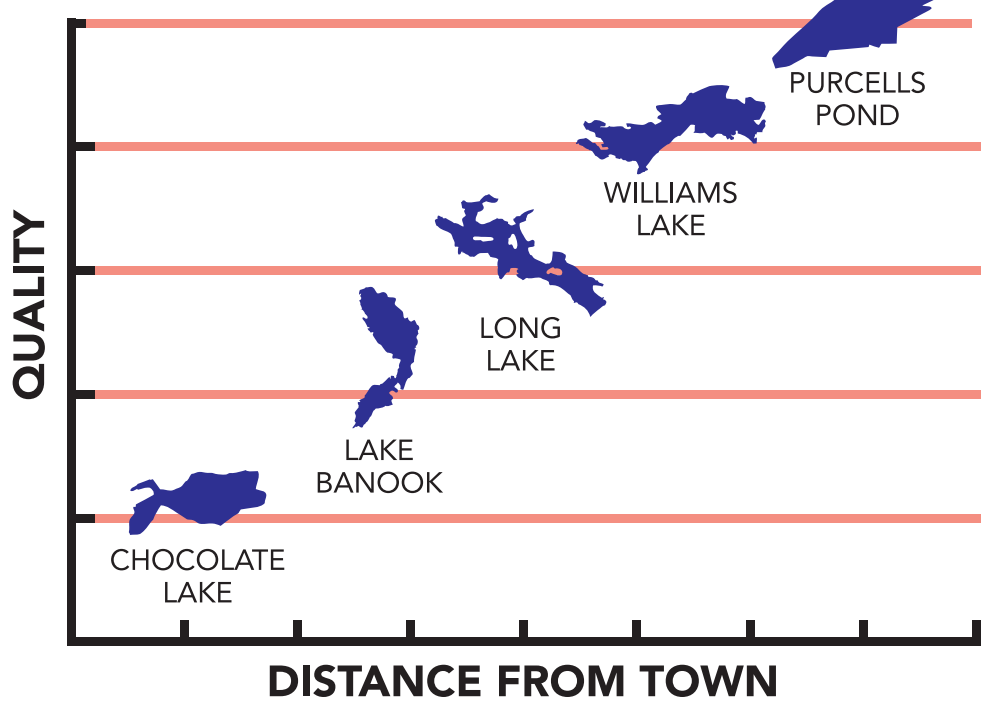 PURCELLS
POND
WILLIAMS
LAKE
LONG
LAKE
LAKE
BANOOK
CHOCOLATE
LAKE
QUALITY
DISTANCE FROM TOWN